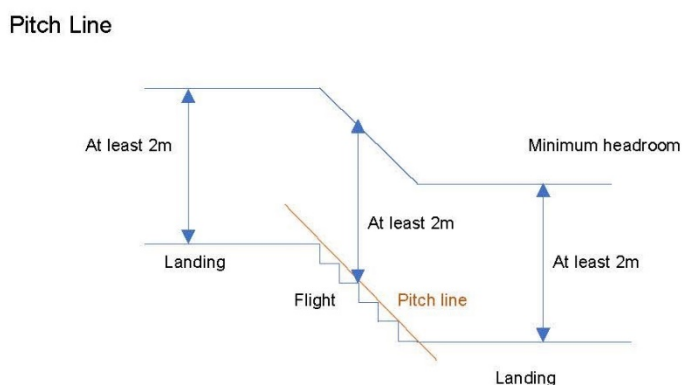 Pitch Line
At least 2m
Minimum headroom
At least 2m
At least 2m
Landing
Flight
Pitch line
Landing